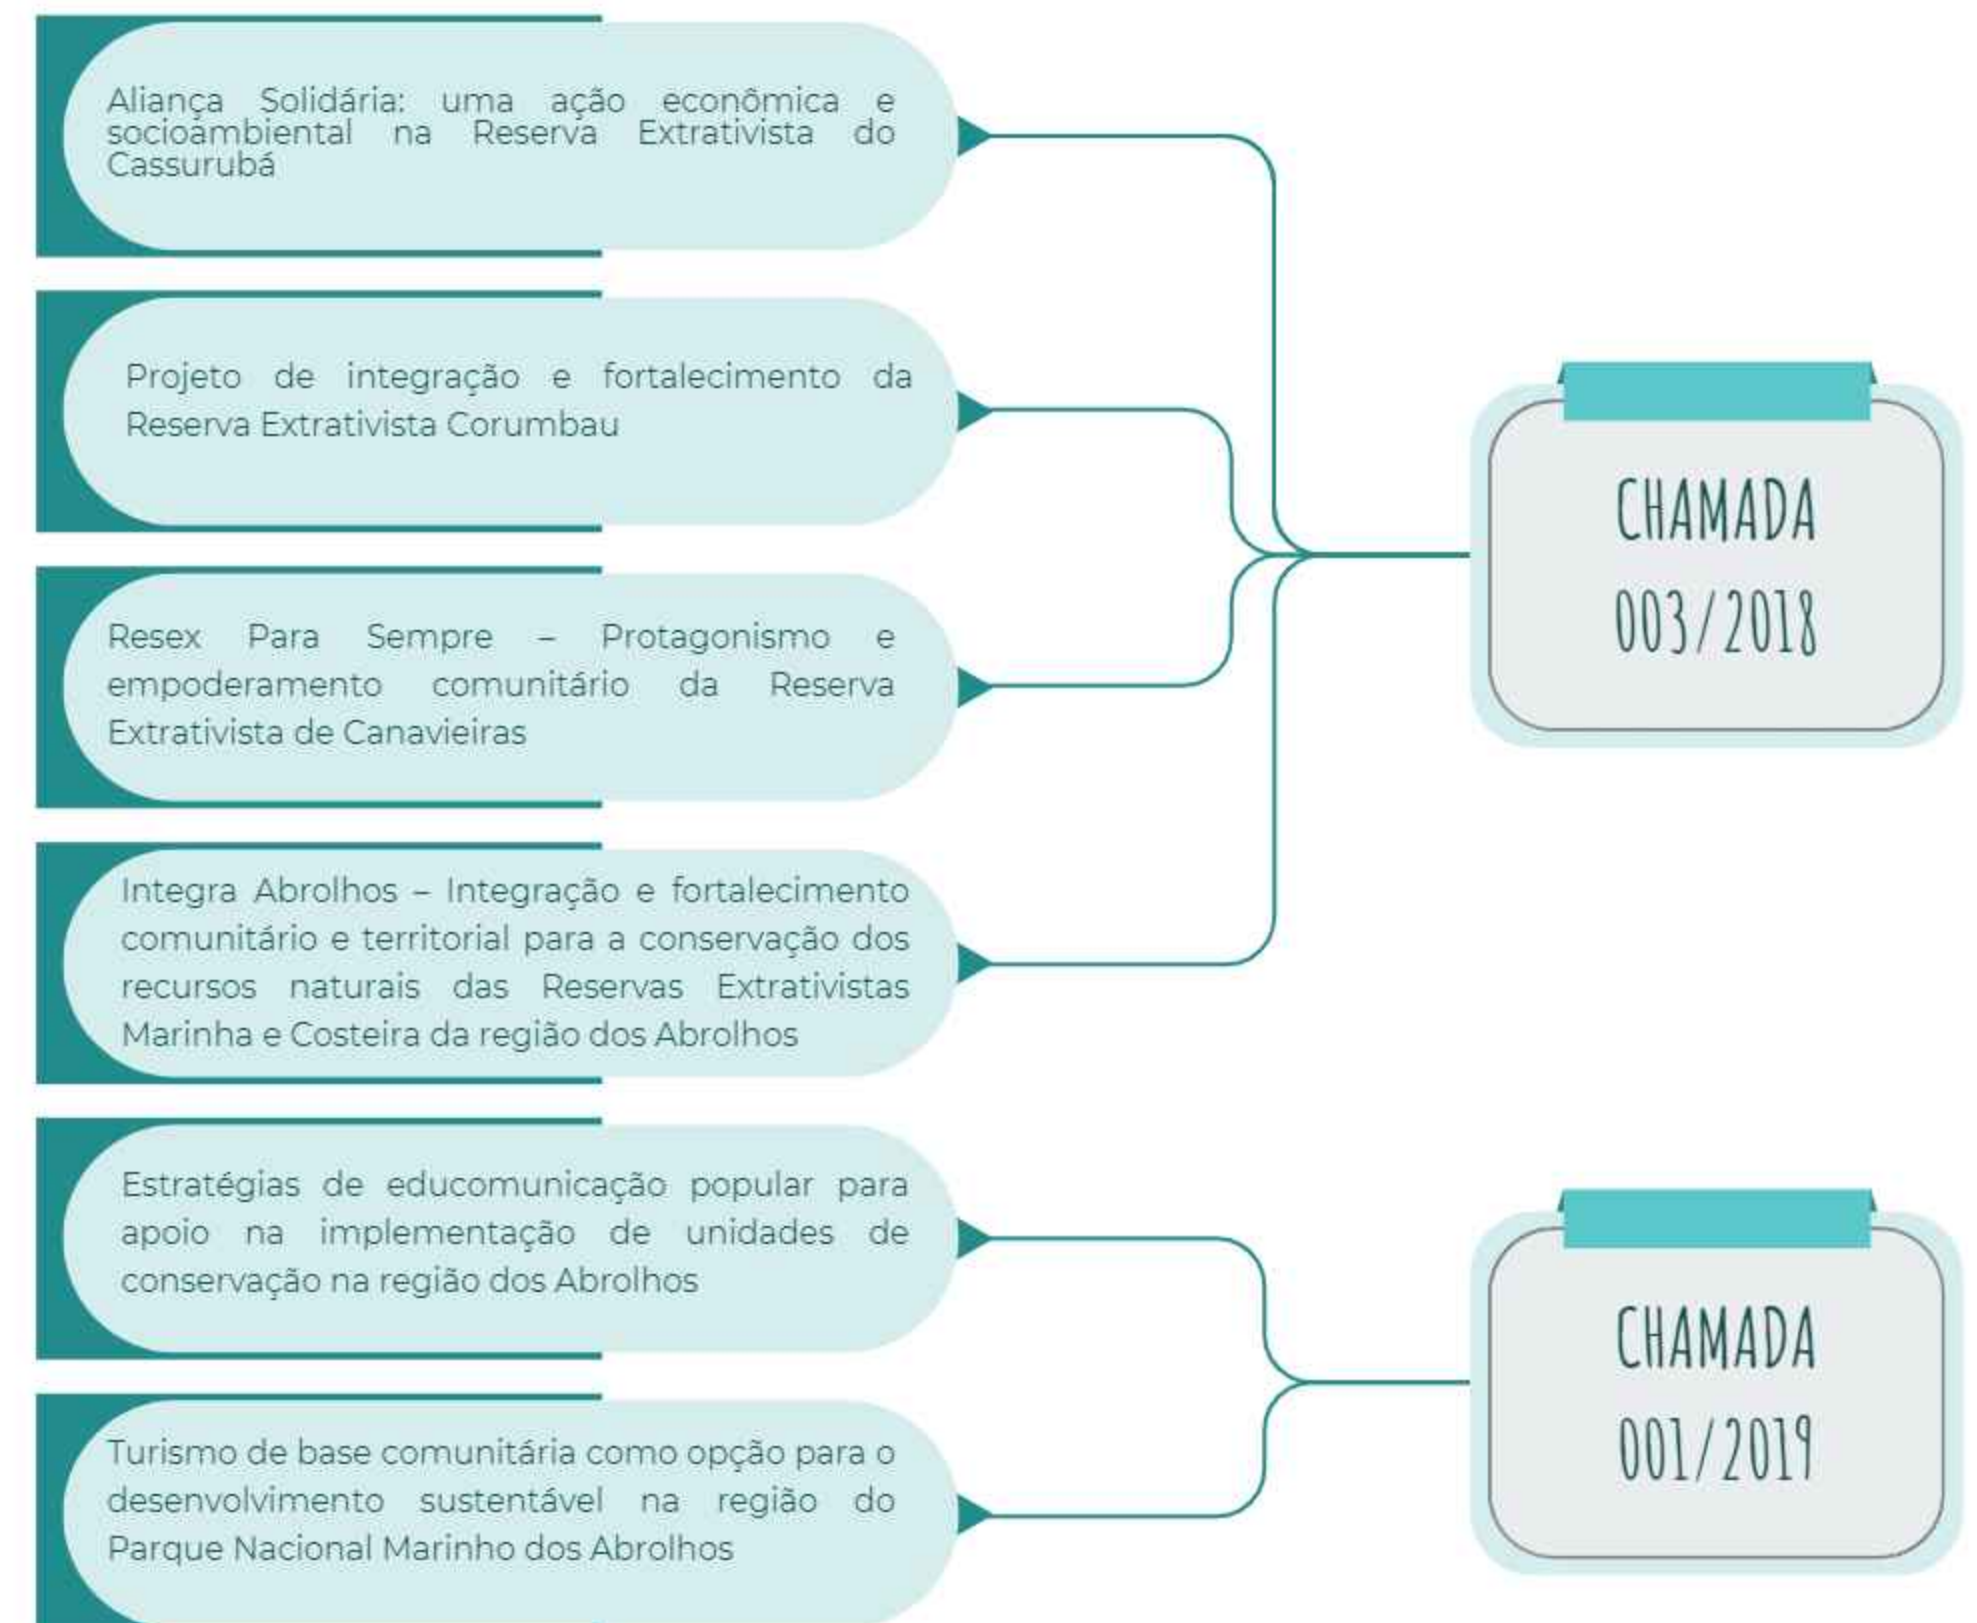 Aliança Solidária: uma ação econômica e
socioambiental na Reserva Extrativista do
Cassurubá
Projeto de integração e fortalecimento da
Reserva Extrativista Corumbau
Resex Para Sempre – Protagonismo e
empoderamento comunitário da Reserva
Extrativista de Canavieiras
Integra Abrolhos – Integração e fortalecimento
comunitário e territorial para a conservação dos
recursos naturais das Reservas Extrativistas
Marinha e Costeira da região dos Abrolhos
CHAMADA
003/2018
Estratégias de educomunicação popular para
apoio na implementação de unidades de
conservação na região dos Abrolhos
Turismo de base comunitária como opção para o
desenvolvimento sustentável na região do
Parque Nacional Marinho dos Abrolhos
CHAMADA
001/2019